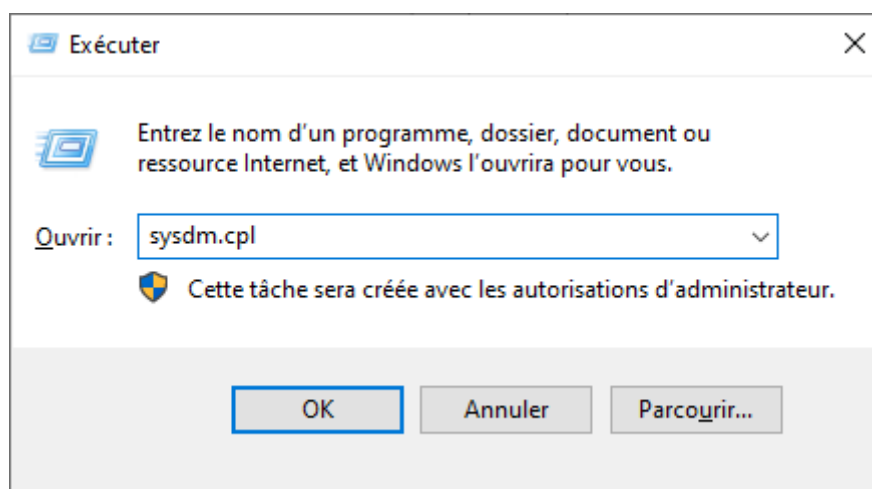 Exécuter
Entrez le nom d’un programme, dossier, document ou
ressource Internet, et Windows l’ouvrira pour vous.
Ouvrir : sysdm.cpl
Cette tâche sera créée avec les autorisations d’administrateur.
OK Annuler Parcourir...